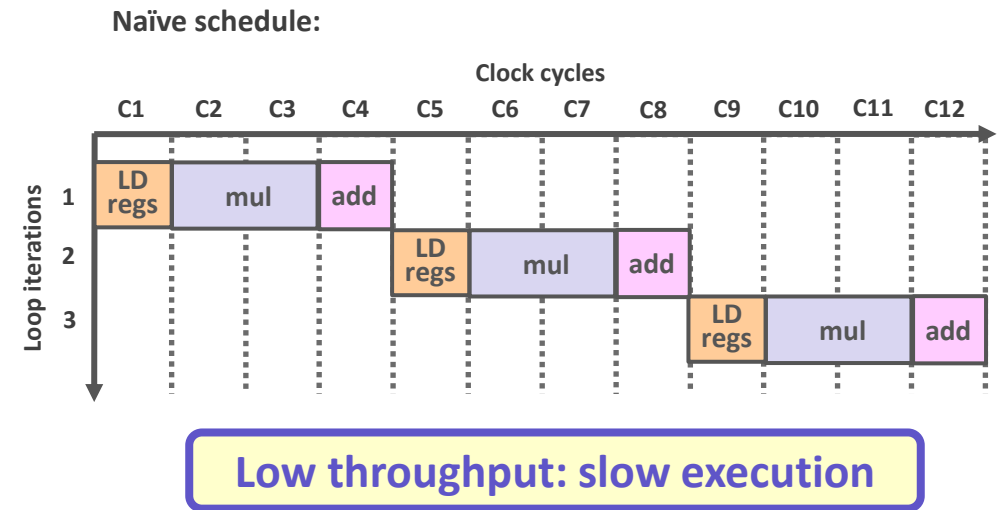 Naïve schedule:
Clock cycles
C1 C2 C3 C4 C5 C6 C7 C8 C9 C10 C11 C12
Loop iterations
1
LD
regs
mul
add
2
LD
regs
mul
add
3
LD
regs
mul
add
Low throughput: slow execution